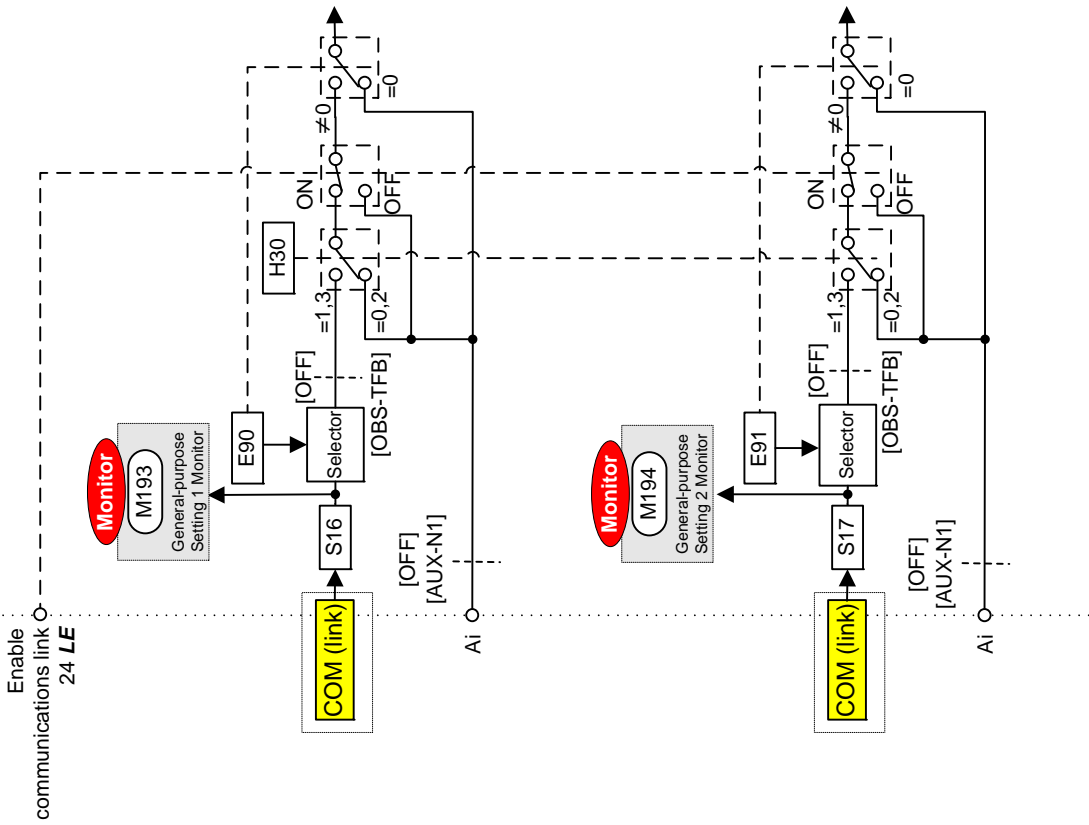 Enable
communications link
24 LE
Monitor
M193
General-purpose
Setting 1 Monitor
E90
H30
COM (link)
S16
Selector
[OFF]
[OBS-TFB]
=1,3
=0,2
ON
OFF
≠0
=0
[OFF]
[AUX-N1]
Ai
Monitor
M194
General-purpose
Setting 2 Monitor
E91
COM (link)
S17
Selector
[OFF]
[OBS-TFB]
=1,3
=0,2
ON
OFF
≠0
=0
[OFF]
[AUX-N1]
Ai